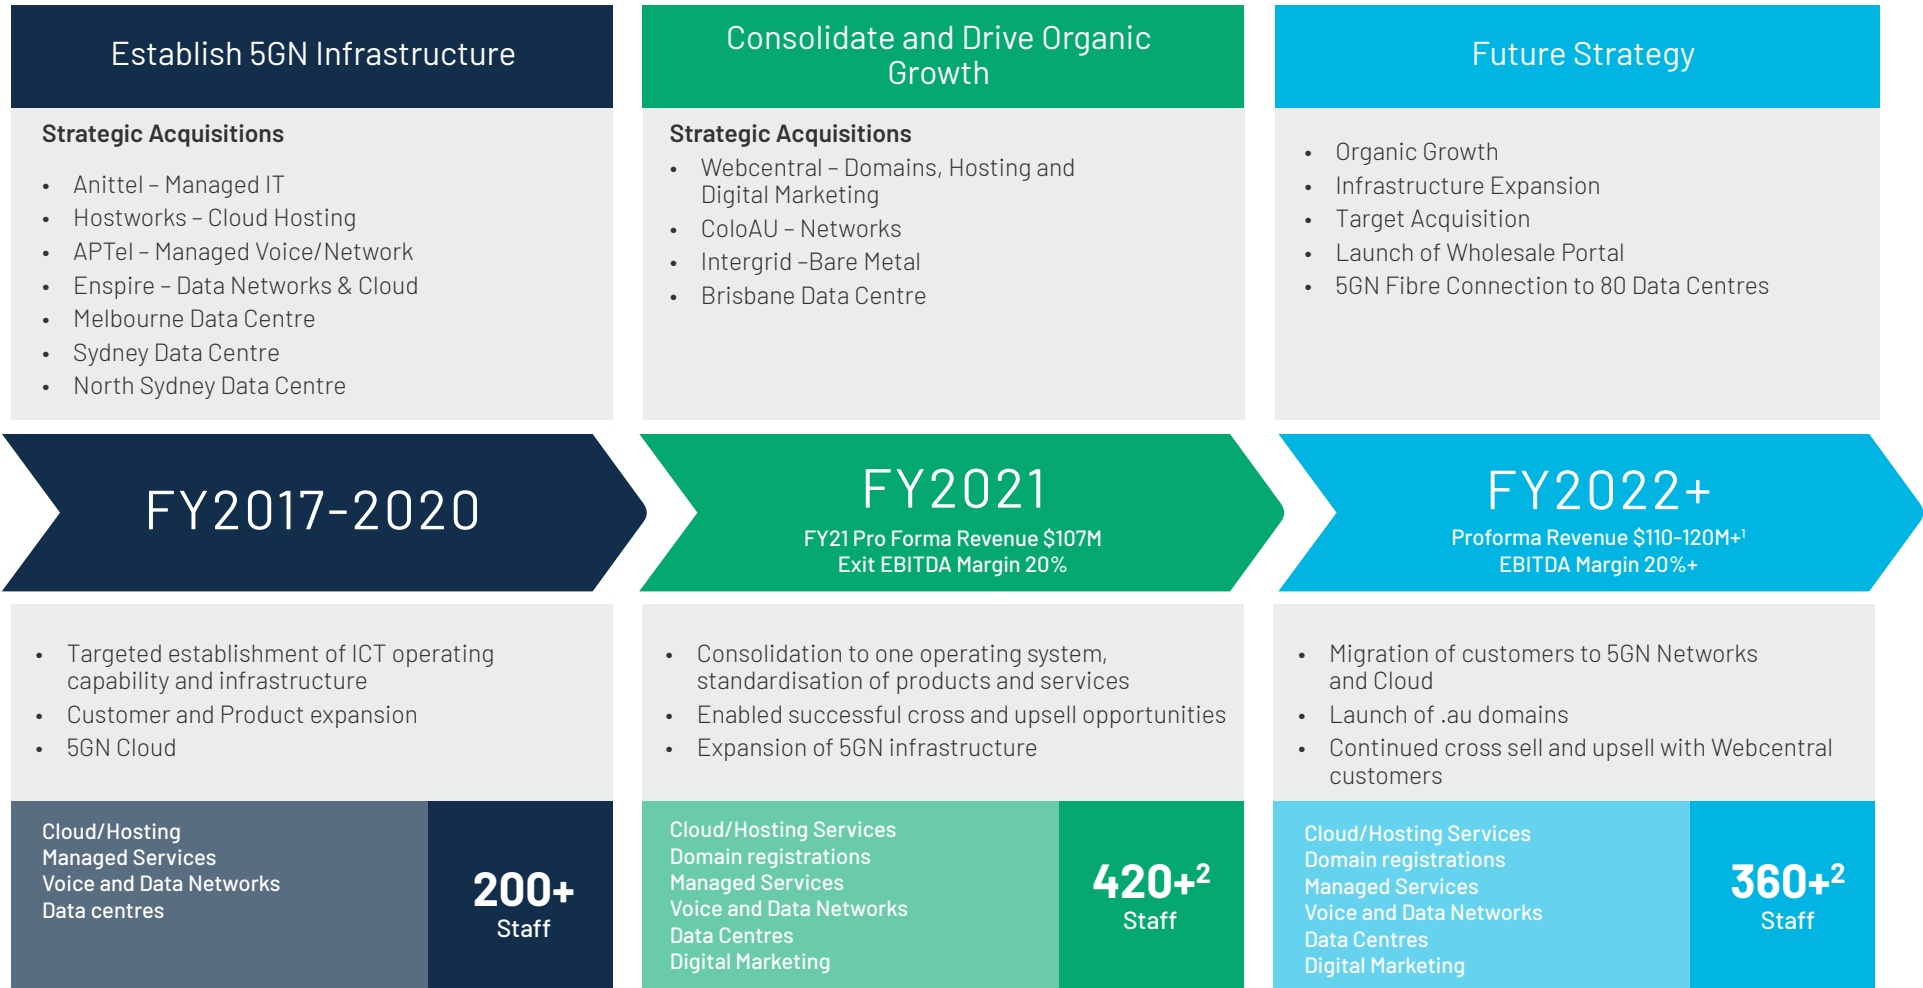 Establish 5GN Infrastructure
Strategic Acquisitions
• Anittel – Managed IT
• Hostworks – Cloud Hosting
• APTel – Managed Voice/Network
• Enspire – Data Networks & Cloud
• Melbourne Data Centre
• Sydney Data Centre
• North Sydney Data Centre
FY2017-2020
• Targeted establishment of ICT operating
capability and infrastructure
• Customer and Product expansion
• 5GN Cloud
Cloud/Hosting
Managed Services
Voice and Data Networks
Data centres
200+
Staff
Consolidate and Drive Organic
Growth
Strategic Acquisitions
• Webcentral – Domains, Hosting and
Digital Marketing
• ColoAU – Networks
• Intergrid –Bare Metal
• Brisbane Data Centre
FY2021
FY21 Pro Forma Revenue $107M
Exit EBITDA Margin 20%
• Consolidation to one operating system,
standardisation of products and services
• Enabled successful cross and upsell opportunities
• Expansion of 5GN infrastructure
Cloud/Hosting Services
Domain registrations
Managed Services
Voice and Data Networks
Data Centres
Digital Marketing
420+²
Staff
Future Strategy
• Organic Growth
• Infrastructure Expansion
• Target Acquisition
• Launch of Wholesale Portal
• 5GN Fibre Connection to 80 Data Centres
FY2022+
Proforma Revenue $110-120M+¹
EBITDA Margin 20%+
• Migration of customers to 5GN Networks
and Cloud
• Launch of .au domains
• Continued cross sell and upsell with Webcentral
customers
Cloud/Hosting Services
Domain registrations
Managed Services
Voice and Data Networks
Data Centres
Digital Marketing
360+²
Staff